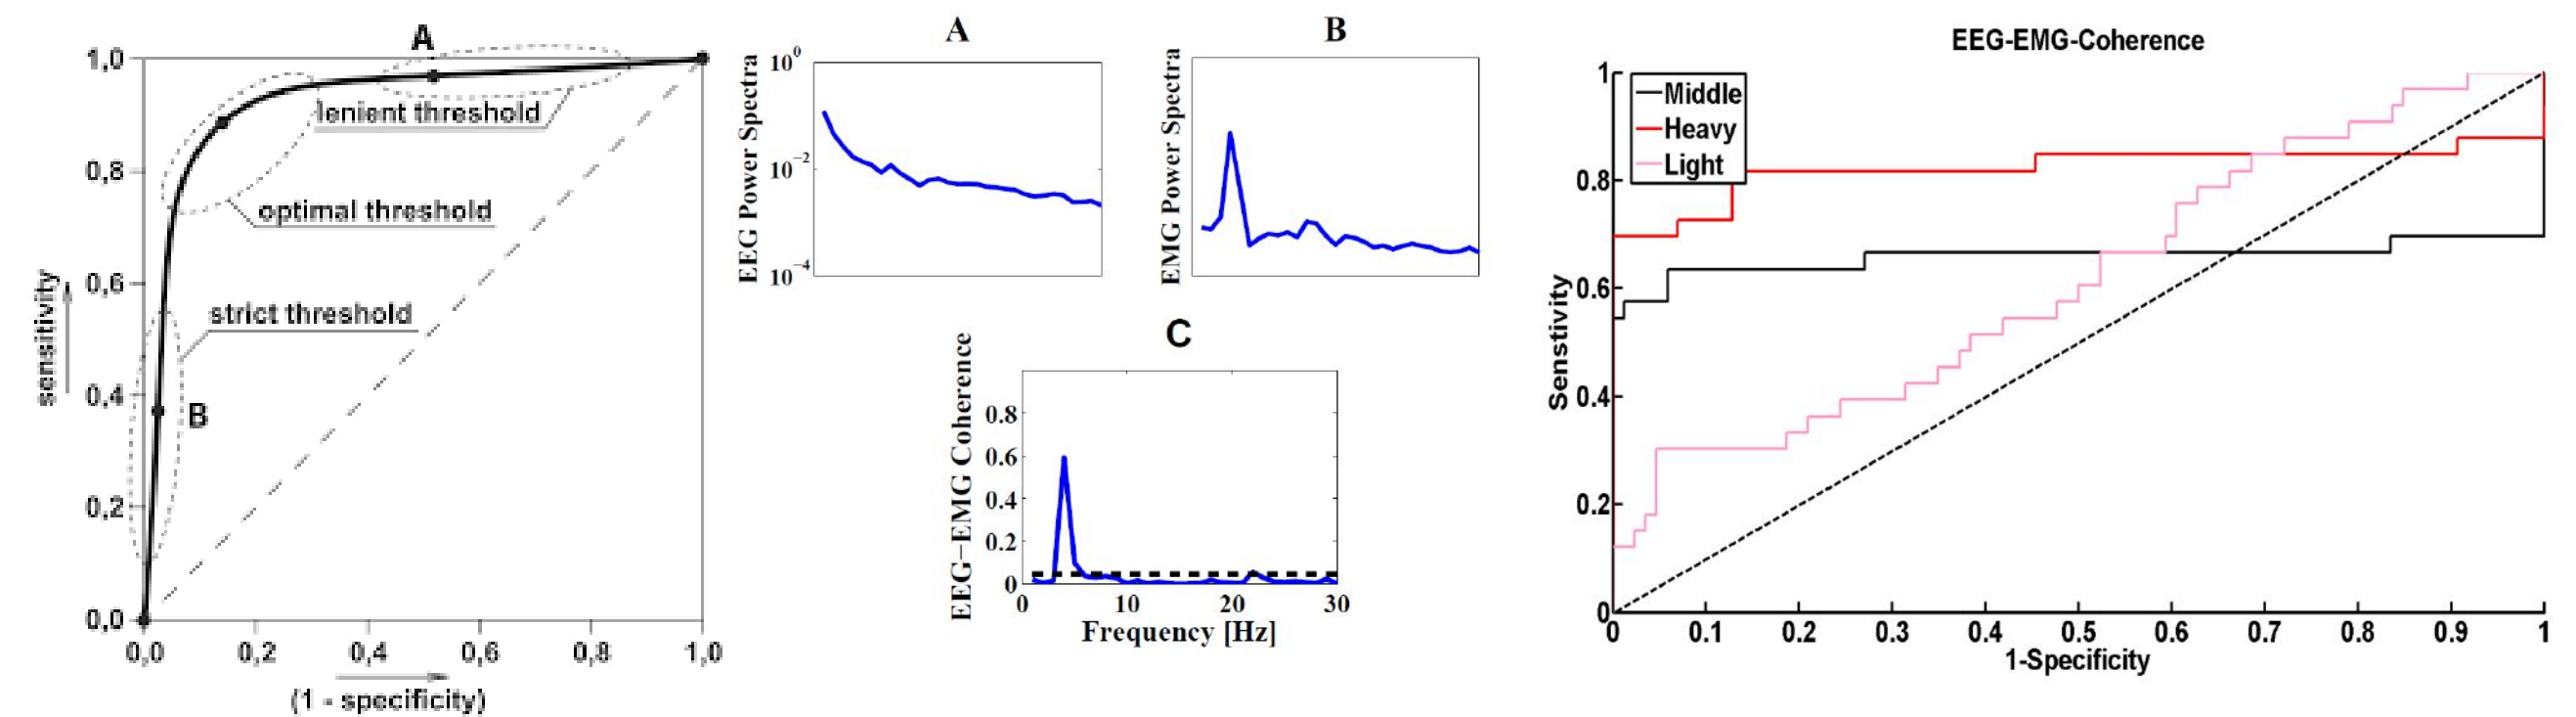 A
1,0
0,8
0,6
0,4
0,2
0,0
lenient threshold
optimal threshold
strict threshold
B
sensitivity
0,0 0,2 0,4 0,6 0,8 1,0
(1 - specificity)
A
EEG Power Spectra
10^0
10^-2
10^-4
B
EMG Power Spectra
C
EEG-EMG Coherence
0.8
0.6
0.4
0.2
0
0 10 20 30
Frequency [Hz]
EEG-EMG-Coherence
Middle
Heavy
Light
Senstivity
1
0.8
0.6
0.4
0.2
0
0 0.1 0.2 0.3 0.4 0.5 0.6 0.7 0.8 0.9 1
1-Specificity